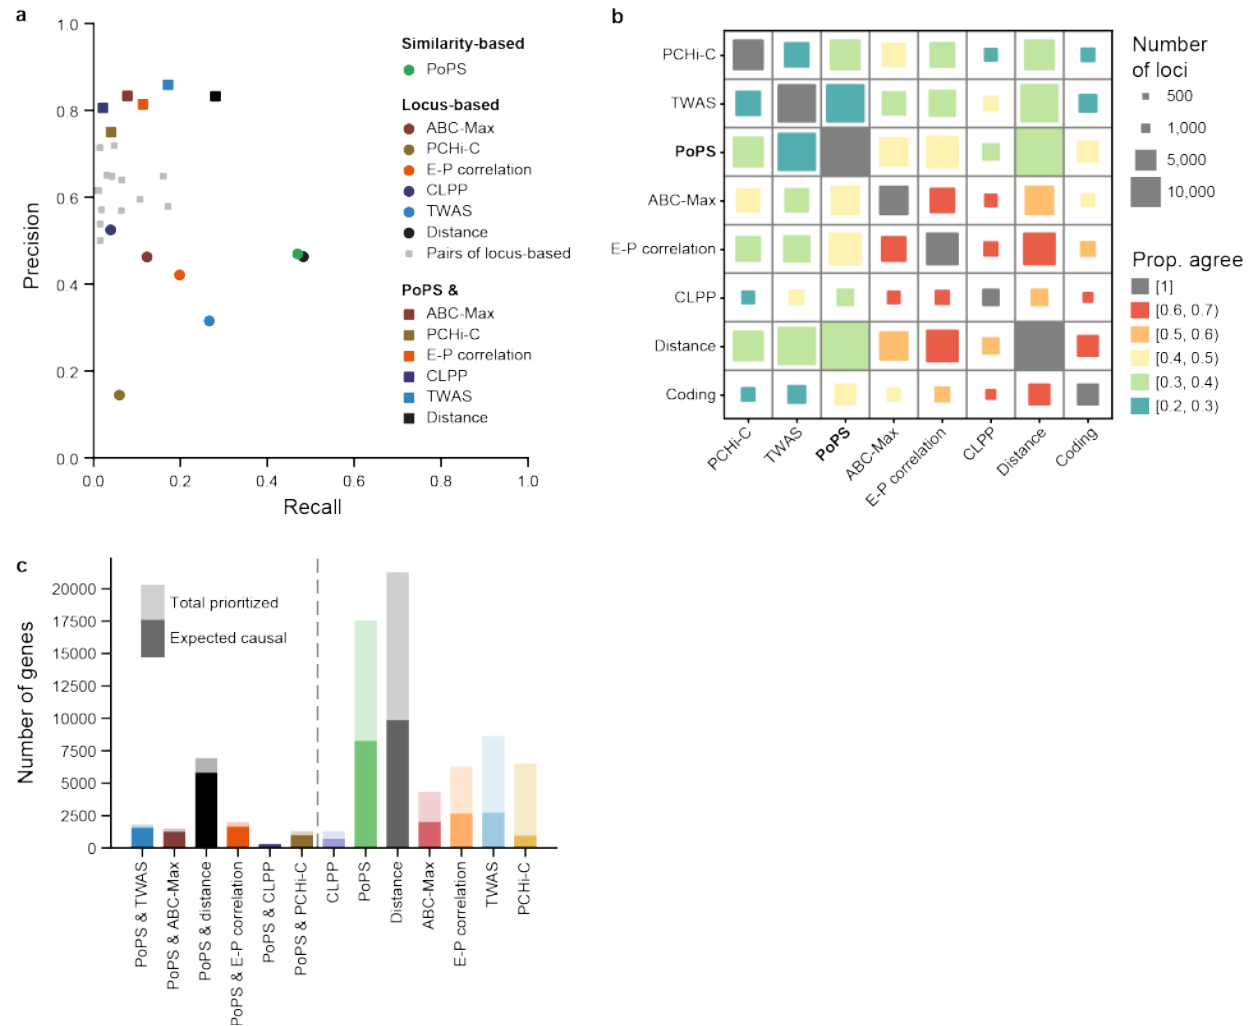 a
1.0
0.8
0.6
0.4
0.2
0.0
Precision
0.0
0.2
0.4
0.6
0.8
1.0
Recall
Similarity-based
PoPS
Locus-based
ABC-Max
PCHi-C
E-P correlation
CLPP
TWAS
Distance
Pairs of locus-based
PoPS &
ABC-Max
PCHi-C
E-P correlation
CLPP
TWAS
Distance
b
PCHi-C
TWAS
PoPS
ABC-Max
E-P correlation
CLPP
Distance
Coding
PCHi-C
TWAS
PoPS
ABC-Max
E-P correlation
CLPP
Distance
Coding
Number
of loci
500
1,000
5,000
10,000
Prop. agree
[1]
[0.6, 0.7)
[0.5, 0.6)
[0.4, 0.5)
[0.3, 0.4)
[0.2, 0.3)
c
20000
17500
15000
12500
10000
7500
5000
2500
0
Number of genes
Total prioritized
Expected causal
PoPS & TWAS
PoPS & ABC-Max
PoPS & distance
PoPS & E-P correlation
PoPS & CLPP
PoPS & PCHi-C
CLPP
PoPS
Distance
ABC-Max
E-P correlation
TWAS
PCHi-C